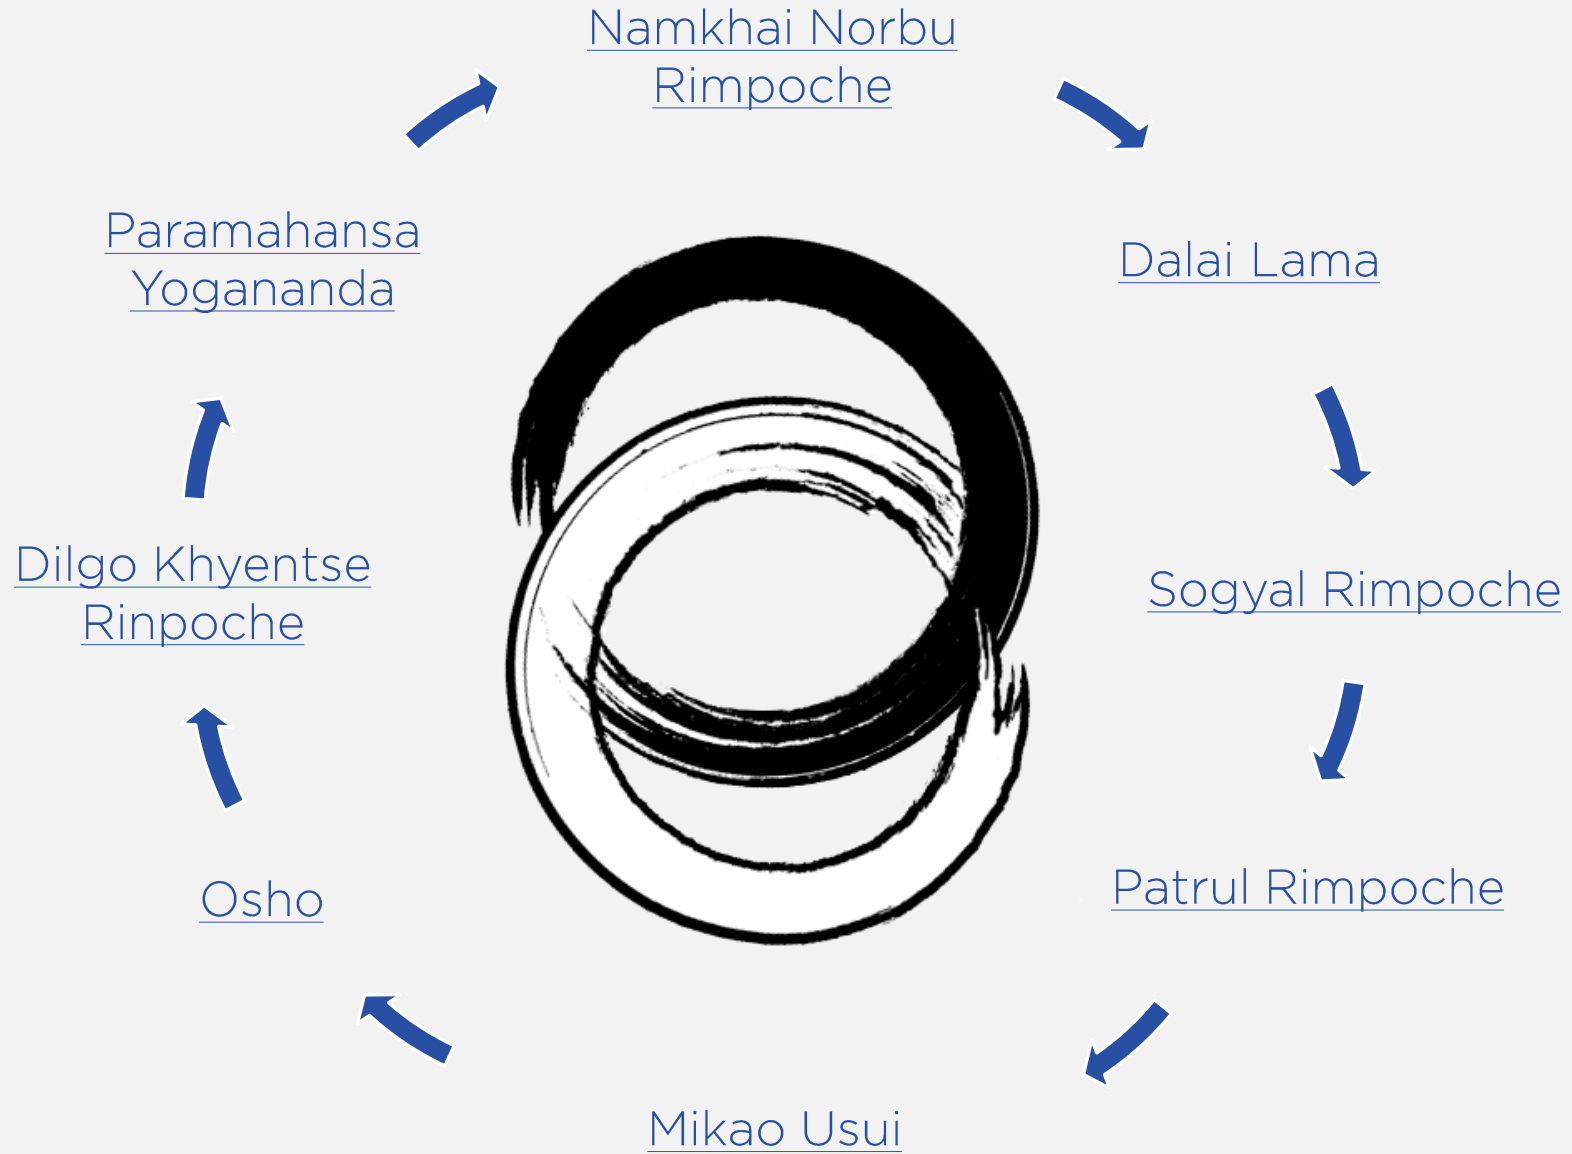 Namkhai Norbu
Rimpoche
Dalai Lama
Sogyal Rimpoche
Patrul Rimpoche
Mikao Usui
Osho
Dilgo Khyentse
Rinpoche
Paramahansa
Yogananda